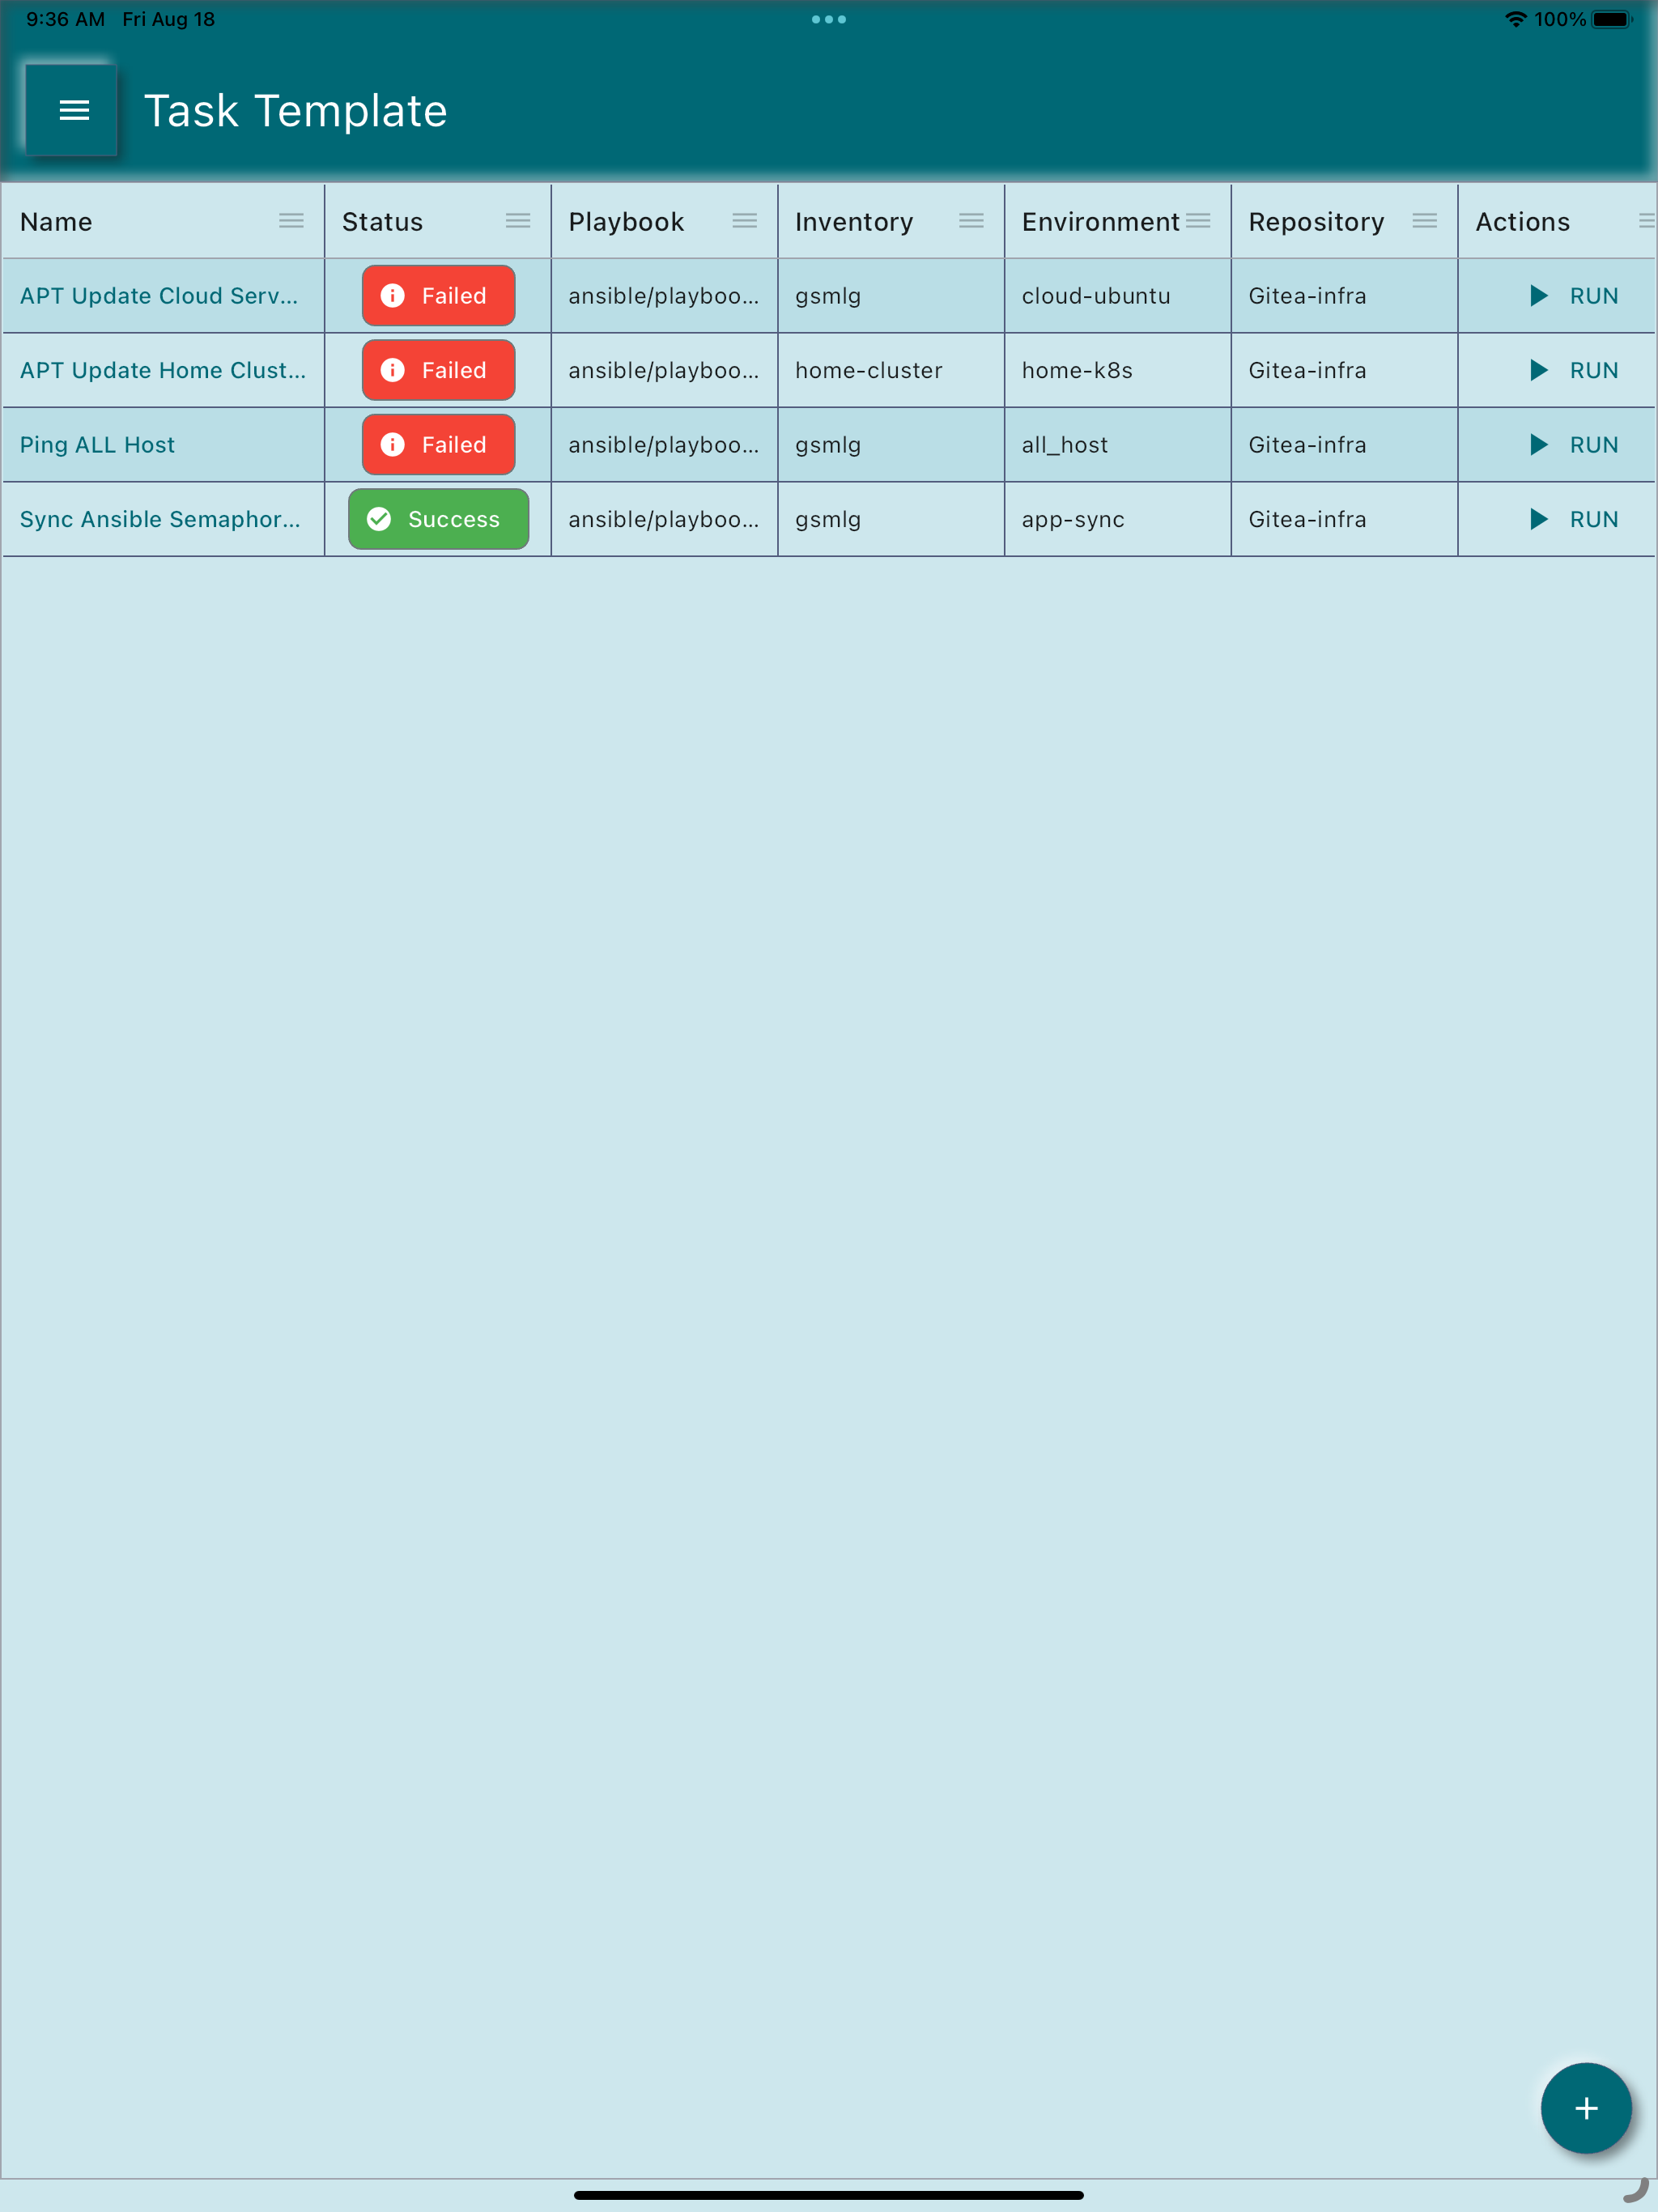 9:36 AM Fri Aug 18 100%
Task Template
Name Status Playbook Inventory Environment Repository Actions
APT Update Cloud Serv... Failed ansible/playboo... gsmlg cloud-ubuntu Gitea-infra RUN
APT Update Home Clust... Failed ansible/playboo... home-cluster home-k8s Gitea-infra RUN
Ping ALL Host Failed ansible/playboo... gsmlg all_host Gitea-infra RUN
Sync Ansible Semaphor... Success ansible/playboo... gsmlg app-sync Gitea-infra RUN